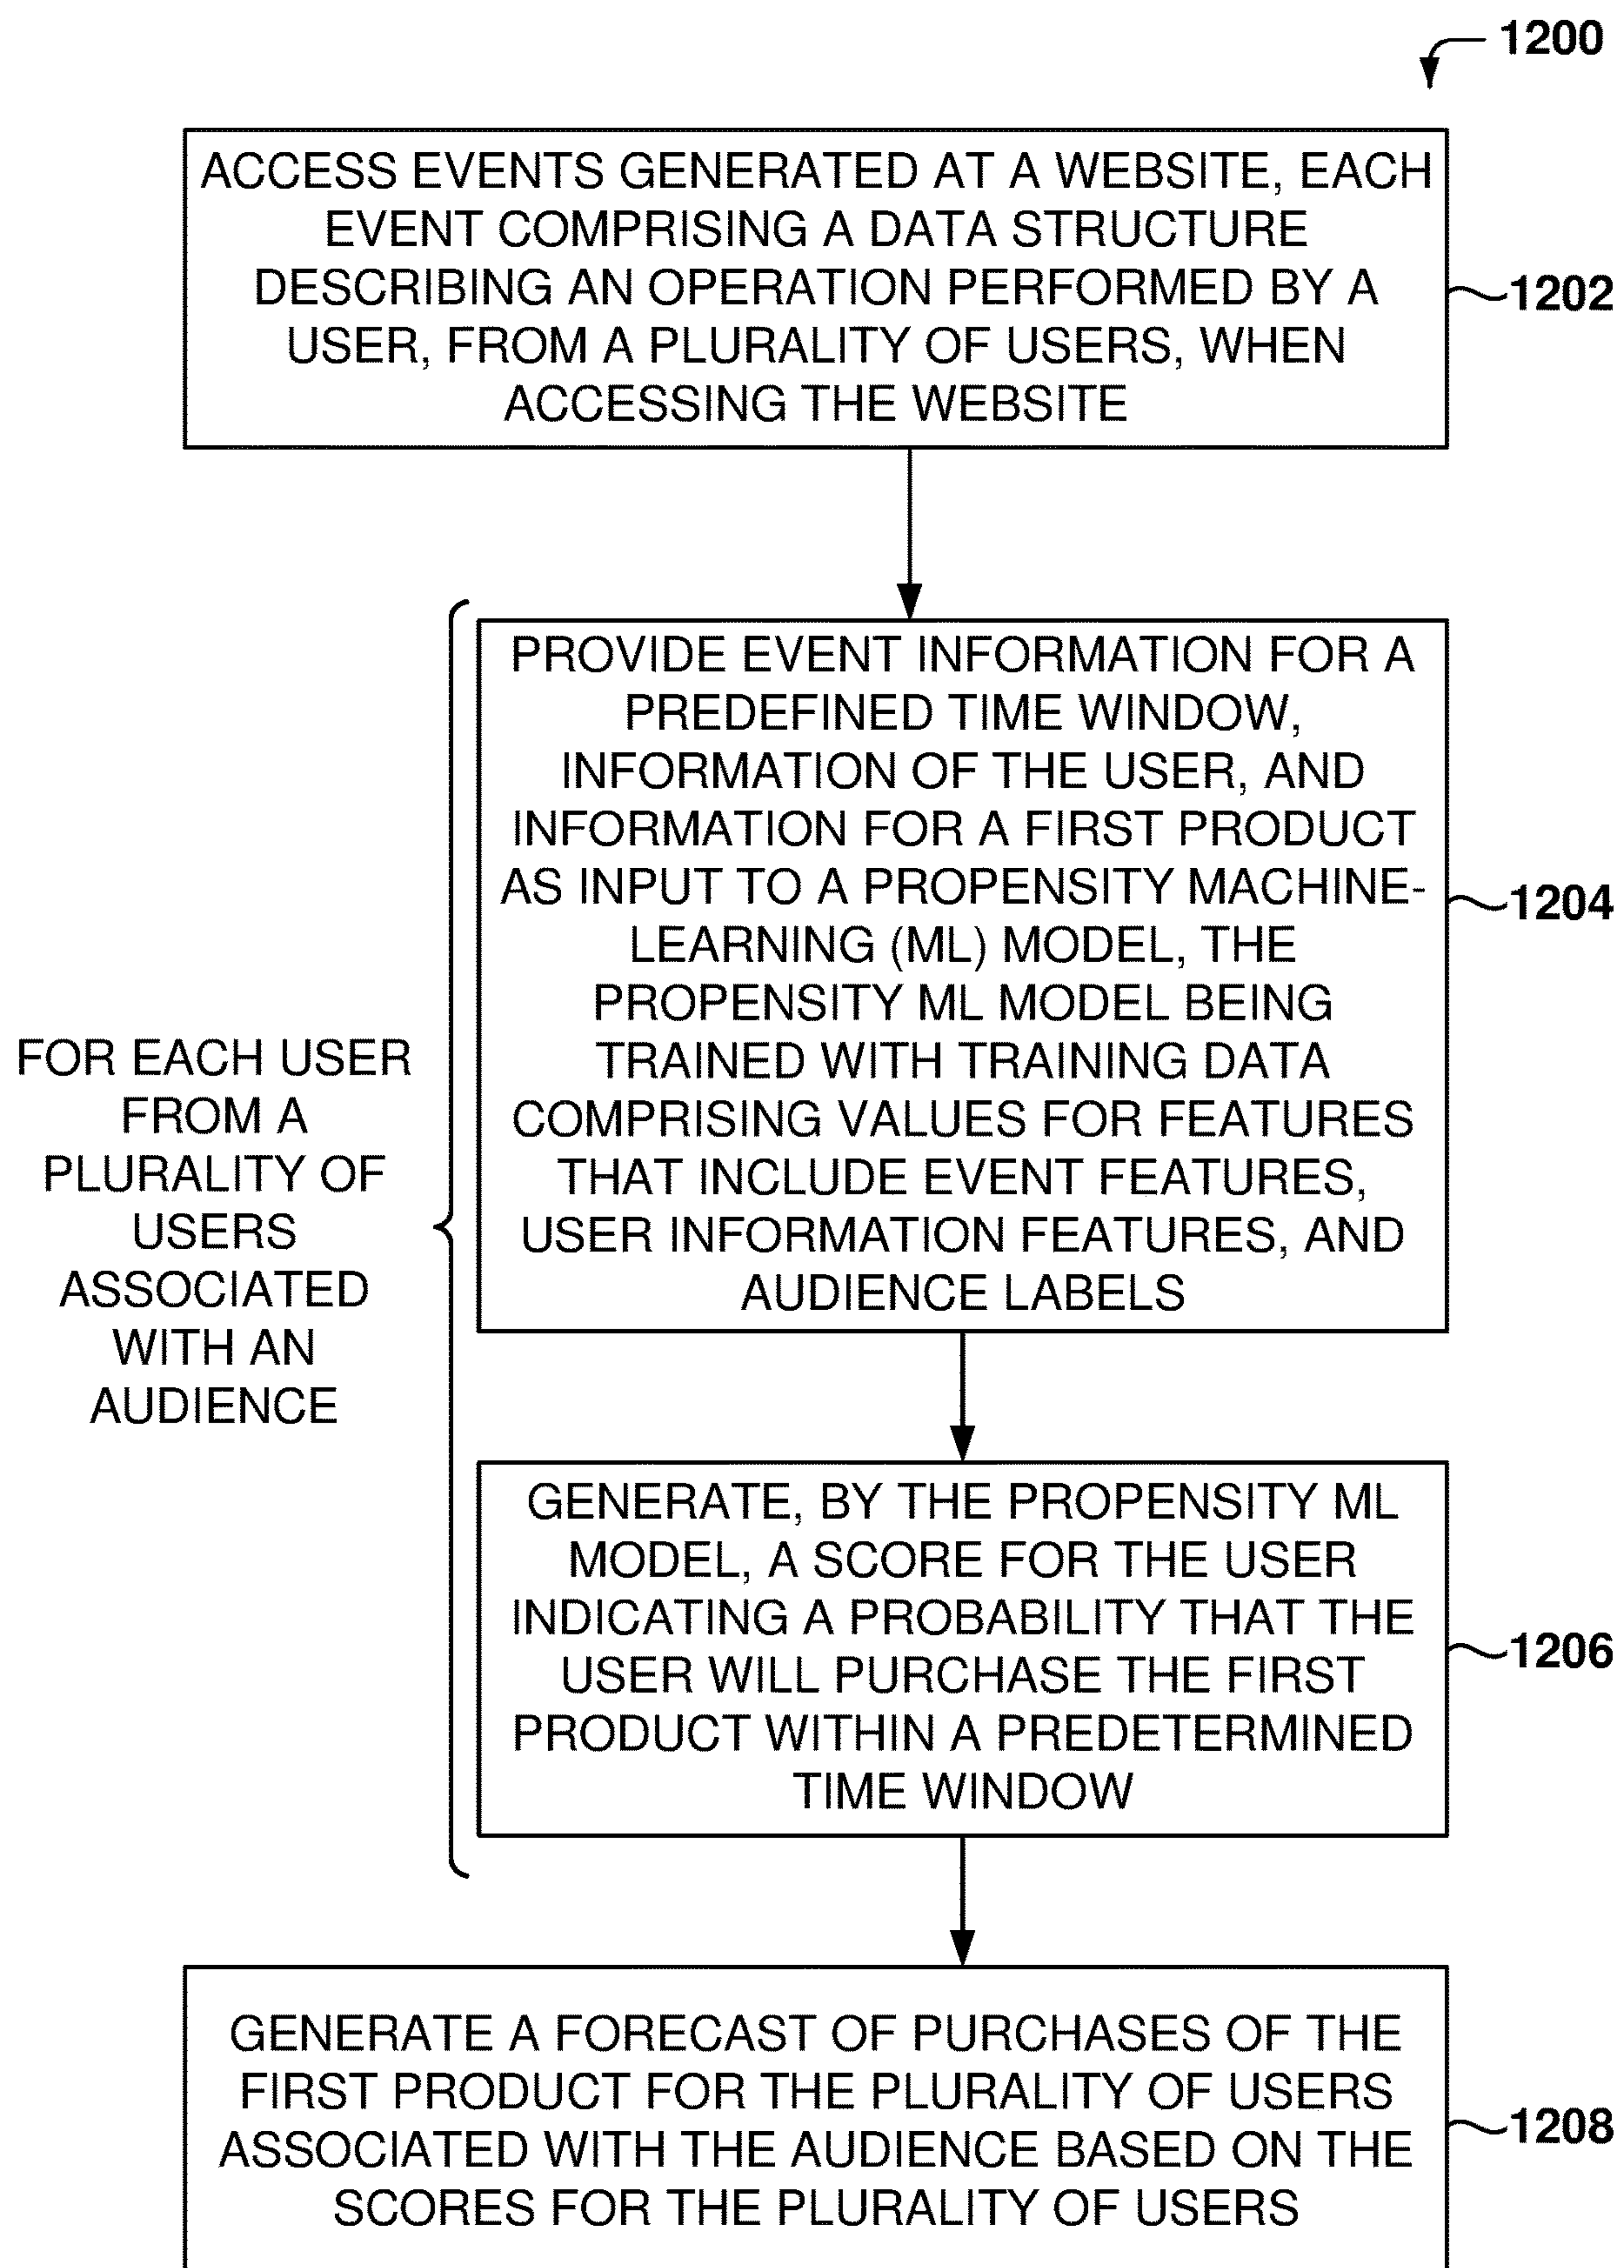 1200
ACCESS EVENTS GENERATED AT A WEBSITE, EACH
EVENT COMPRISING A DATA STRUCTURE
DESCRIBING AN OPERATION PERFORMED BY A
USER, FROM A PLURALITY OF USERS, WHEN
ACCESSING THE WEBSITE
1202
PROVIDE EVENT INFORMATION FOR A
PREDEFINED TIME WINDOW,
INFORMATION OF THE USER, AND
INFORMATION FOR A FIRST PRODUCT
AS INPUT TO A PROPENSITY MACHINE-
LEARNING (ML) MODEL, THE
PROPENSITY ML MODEL BEING
TRAINED WITH TRAINING DATA
COMPRISING VALUES FOR FEATURES
THAT INCLUDE EVENT FEATURES,
USER INFORMATION FEATURES, AND
AUDIENCE LABELS
1204
FOR EACH USER
FROM A
PLURALITY OF
USERS
ASSOCIATED
WITH AN
AUDIENCE
GENERATE, BY THE PROPENSITY ML
MODEL, A SCORE FOR THE USER
INDICATING A PROBABILITY THAT THE
USER WILL PURCHASE THE FIRST
PRODUCT WITHIN A PREDETERMINED
TIME WINDOW
1206
GENERATE A FORECAST OF PURCHASES OF THE
FIRST PRODUCT FOR THE PLURALITY OF USERS
ASSOCIATED WITH THE AUDIENCE BASED ON THE
SCORES FOR THE PLURALITY OF USERS
1208